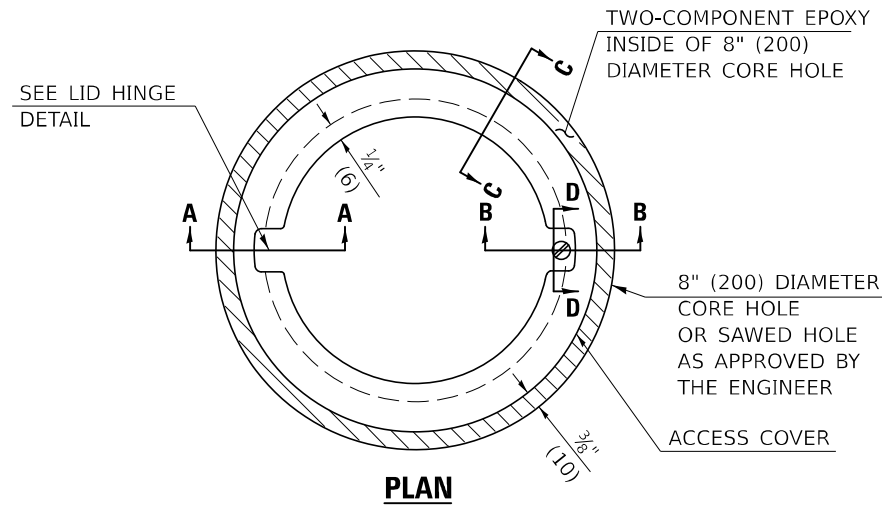 TWO-COMPONENT EPOXY
INSIDE OF 8" (200)
DIAMETER CORE HOLE
SEE LID HINGE
DETAIL
C
C
1/4"
(6)
A
A
B
B
D
D
8" (200) DIAMETER
CORE HOLE
OR SAWED HOLE
AS APPROVED BY
THE ENGINEER
ACCESS COVER
3/8"
(10)
PLAN